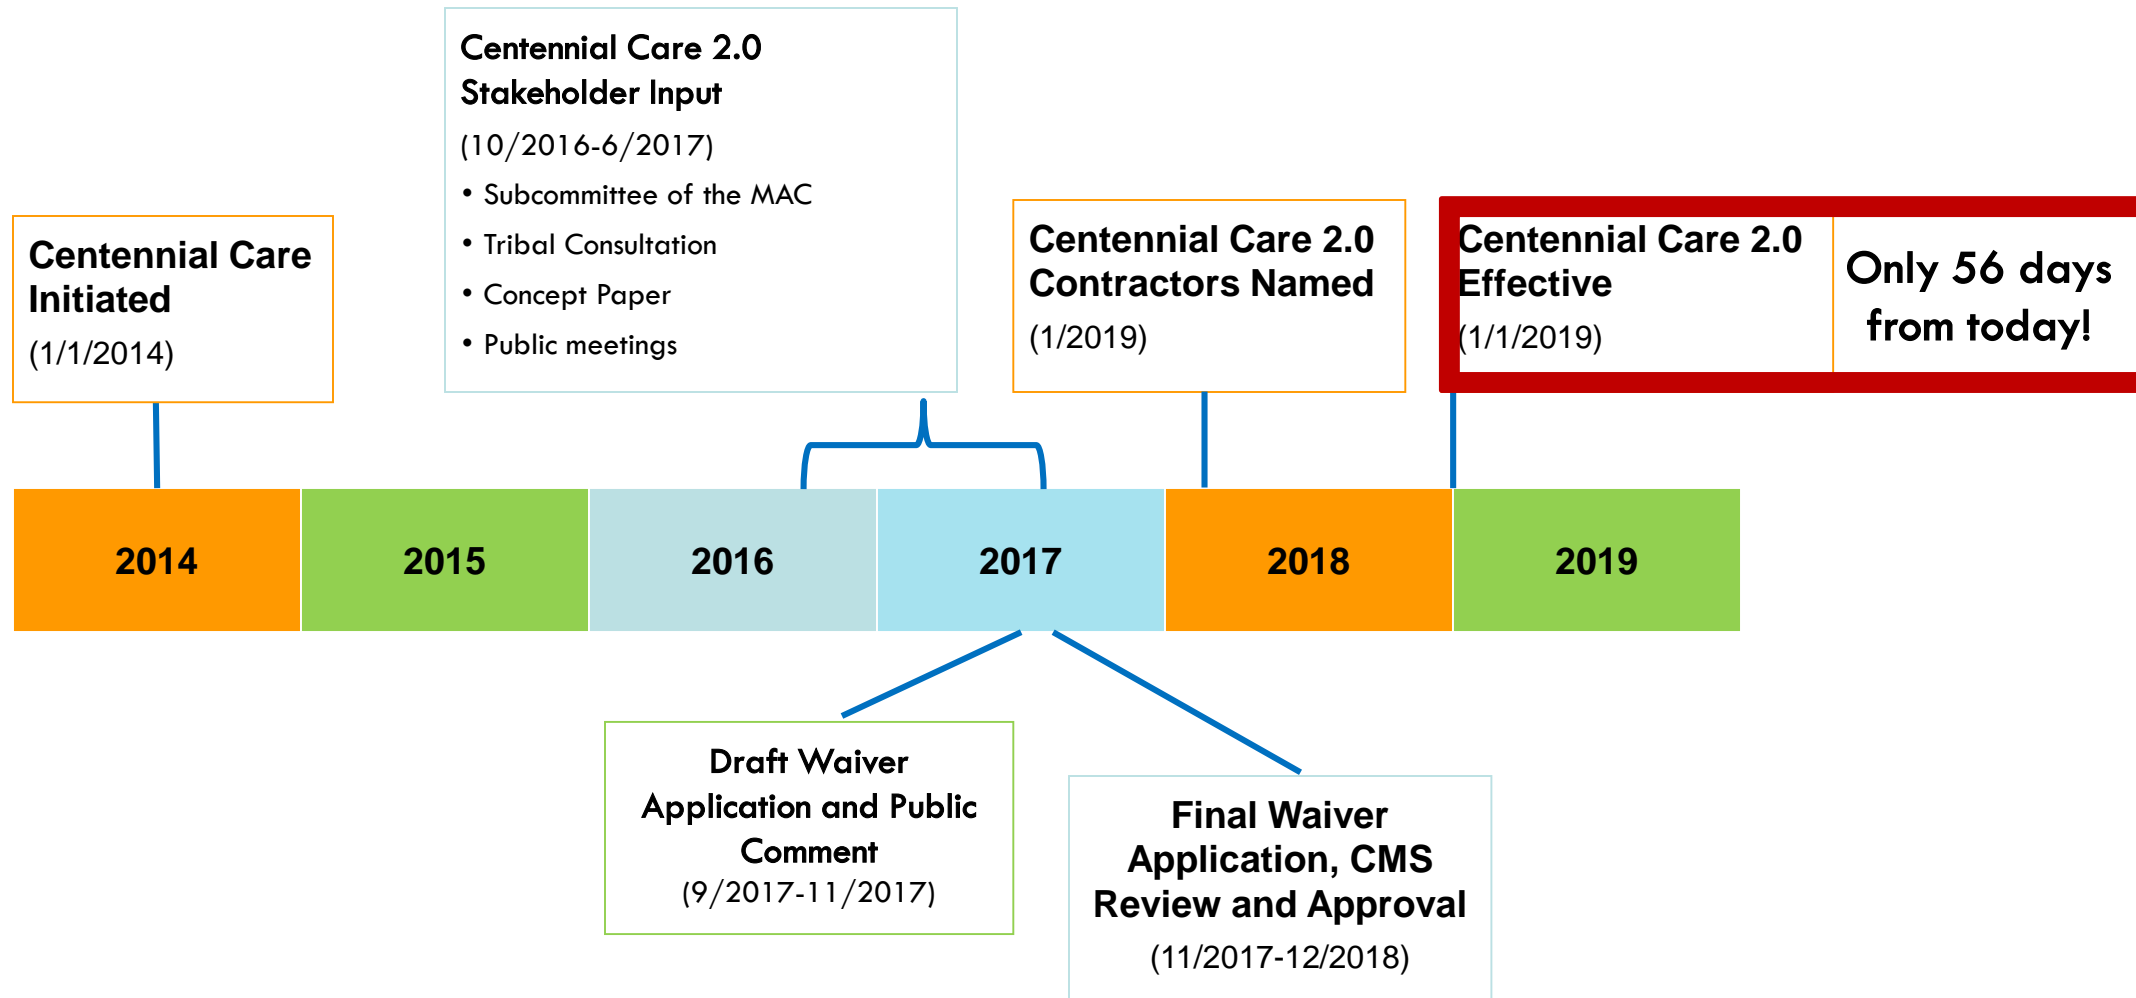 Centennial Care 2.0
Stakeholder Input
(10/2016-6/2017)
• Subcommittee of the MAC
• Tribal Consultation
• Concept Paper
• Public meetings
Centennial Care
Initiated
(1/1/2014)
Centennial Care 2.0
Contractors Named
(1/2019)
Centennial Care 2.0
Effective
(1/1/2019)
Only 56 days
from today!
2014
2015
2016
2017
2018
2019
Draft Waiver
Application and Public
Comment
(9/2017-11/2017)
Final Waiver
Application, CMS
Review and Approval
(11/2017-12/2018)